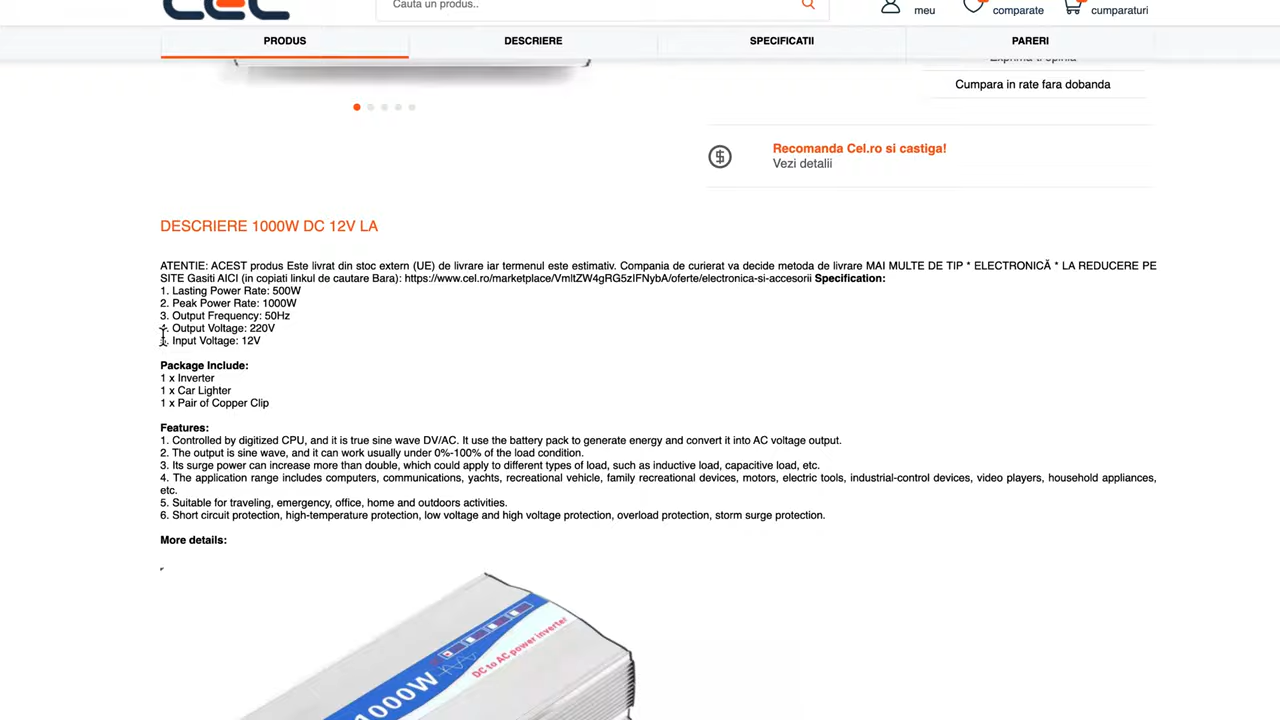 cec
Cauta un produs..
meu
comparate
cumparaturi
PRODUS
DESCRIERE
SPECIFICATII
PARERI
Exprima-ti opinia
Cumpara in rate fara dobanda
Recomanda Cel.ro si castiga!
Vezi detalii
DESCRIERE 1000W DC 12V LA
ATENTIE: ACEST produs Este livrat din stoc extern (UE) de livrare iar termenul este estimativ. Compania de curierat va decide metoda de livrare MAI MULTE DE TIP * ELECTRONICĂ * LA REDUCERE PE
SITE Gasiti AICI (in copiati linkul de cautare Bara): https://www.cel.ro/marketplace/VmltZW4gRG5zIFNybA/oferte/electronica-si-accesorii Specification:
1. Lasting Power Rate: 500W
2. Peak Power Rate: 1000W
3. Output Frequency: 50Hz
. Output Voltage: 220V
. Input Voltage: 12V
Package Include:
1 x Inverter
1 x Car Lighter
1 x Pair of Copper Clip
Features:
1. Controlled by digitized CPU, and it is true sine wave DV/AC. It use the battery pack to generate energy and convert it into AC voltage output.
2. The output is sine wave, and it can work usually under 0%-100% of the load condition.
3. Its surge power can increase more than double, which could apply to different types of load, such as inductive load, capacitive load, etc.
4. The application range includes computers, communications, yachts, recreational vehicle, family recreational devices, motors, electric tools, industrial-control devices, video players, household appliances,
etc.
5. Suitable for traveling, emergency, office, home and outdoors activities.
6. Short circuit protection, high-temperature protection, low voltage and high voltage protection, overload protection, storm surge protection.
More details:
DC to AC power inverter
1000W